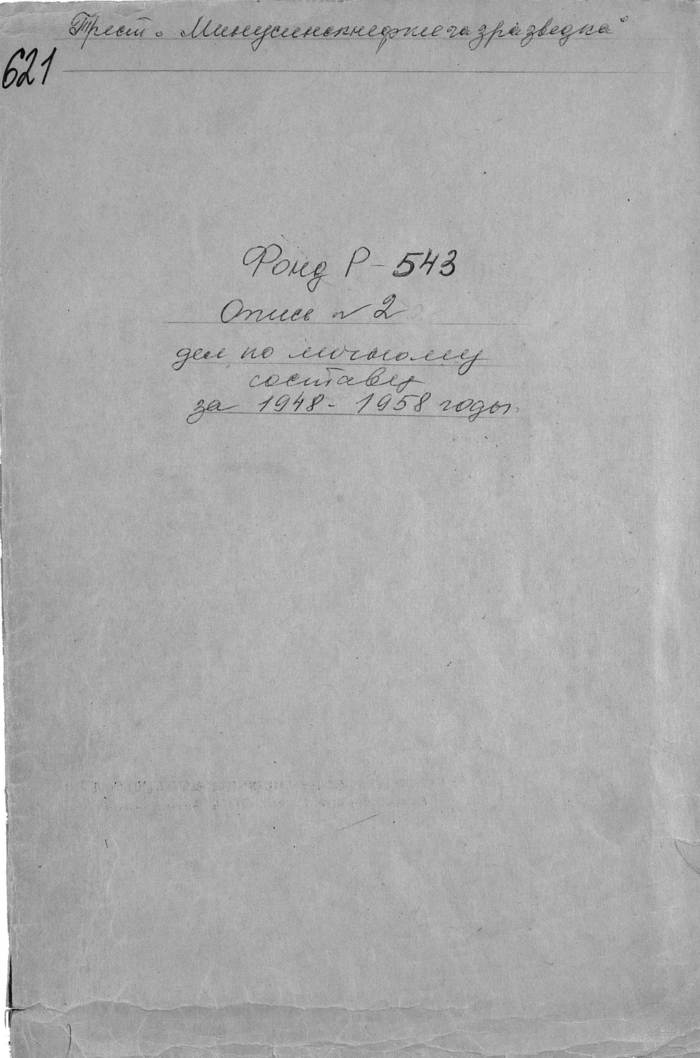 Трест „Минусинскнефтегазразведка"
621
Фонд Р-543
Опись № 2
дел по личному
составу
за 1948-1958 годы.